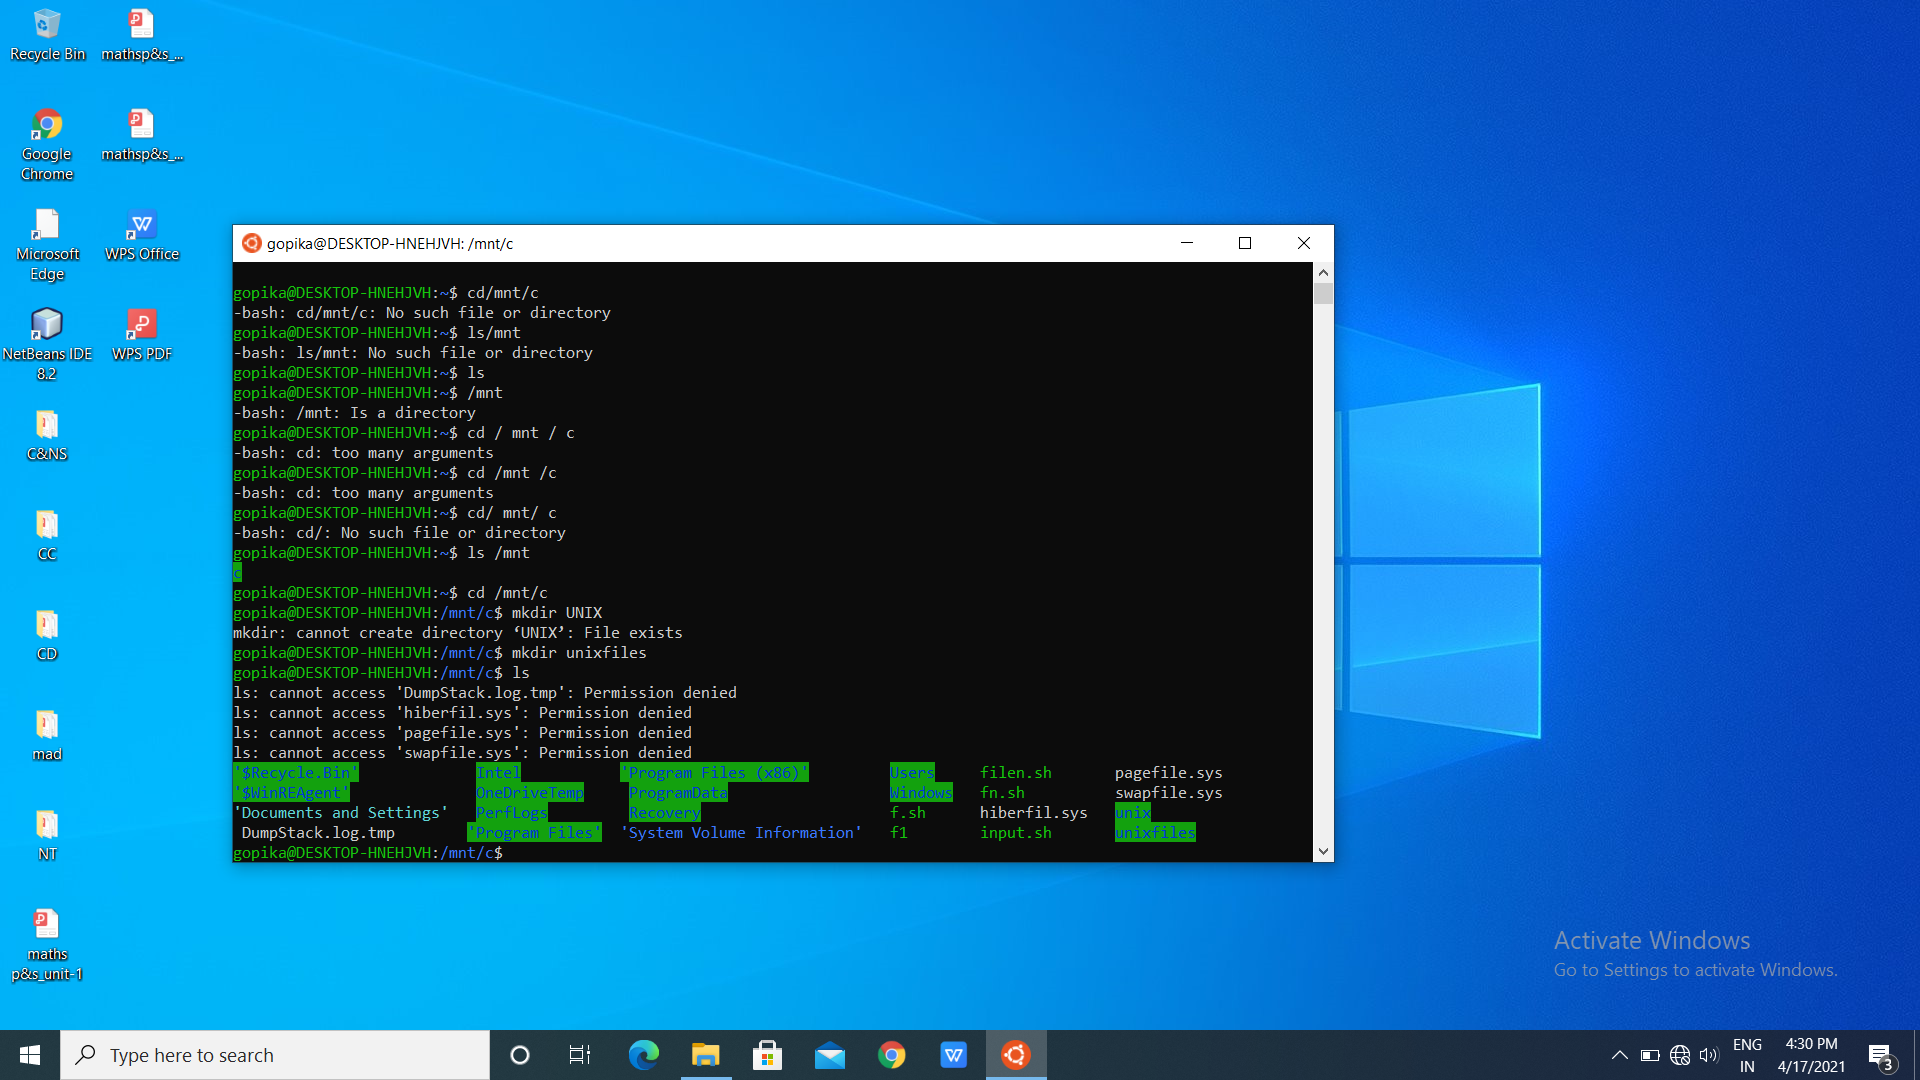 Recycle Bin
mathsp&s_...
Google
Chrome
mathsp&s_...
Microsoft
Edge
WPS Office
NetBeans IDE
8.2
WPS PDF
C&NS
CC
CD
mad
NT
maths
p&s_unit-1
gopika@DESKTOP-HNEHJVH: /mnt/c
gopika@DESKTOP-HNEHJVH:~$ cd/mnt/c
-bash: cd/mnt/c: No such file or directory
gopika@DESKTOP-HNEHJVH:~$ ls/mnt
-bash: ls/mnt: No such file or directory
gopika@DESKTOP-HNEHJVH:~$ ls
gopika@DESKTOP-HNEHJVH:~$ /mnt
-bash: /mnt: Is a directory
gopika@DESKTOP-HNEHJVH:~$ cd / mnt / c
-bash: cd: too many arguments
gopika@DESKTOP-HNEHJVH:~$ cd /mnt /c
-bash: cd: too many arguments
gopika@DESKTOP-HNEHJVH:~$ cd/ mnt/ c
-bash: cd/: No such file or directory
gopika@DESKTOP-HNEHJVH:~$ ls /mnt
c
gopika@DESKTOP-HNEHJVH:~$ cd /mnt/c
gopika@DESKTOP-HNEHJVH:/mnt/c$ mkdir UNIX
mkdir: cannot create directory ‘UNIX’: File exists
gopika@DESKTOP-HNEHJVH:/mnt/c$ mkdir unixfiles
gopika@DESKTOP-HNEHJVH:/mnt/c$ ls
ls: cannot access 'DumpStack.log.tmp': Permission denied
ls: cannot access 'hiberfil.sys': Permission denied
ls: cannot access 'pagefile.sys': Permission denied
ls: cannot access 'swapfile.sys': Permission denied
'$Recycle.Bin' Intel 'Program Files (x86)' Users filen.sh pagefile.sys
'$WinREAgent' OneDriveTemp ProgramData Windows fn.sh swapfile.sys
'Documents and Settings' PerfLogs Recovery f.sh hiberfil.sys unix
DumpStack.log.tmp 'Program Files' 'System Volume Information' f1 input.sh unixfiles
gopika@DESKTOP-HNEHJVH:/mnt/c$
Activate Windows
Go to Settings to activate Windows.
Type here to search
ENG
IN
4:30 PM
4/17/2021
3